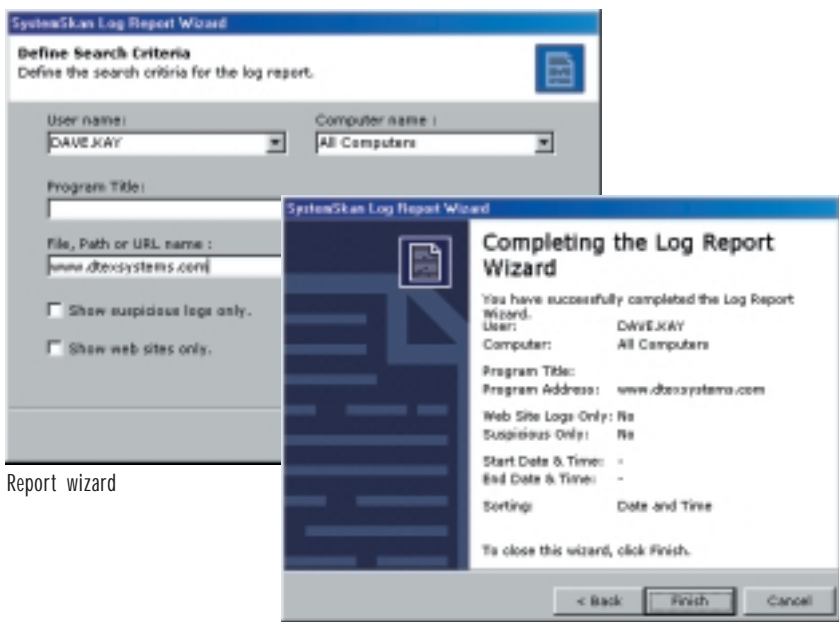 SystemSkan Log Report Wizard
Define Search Criteria
Define the search critiria for the log report.
User name:
DAVE.KAY
Computer name :
All Computers
Program Title:
File, Path or URL name :
www.dtexsystems.com
Show suspicious logs only.
Show web sites only.
Report wizard
SystemSkan Log Report Wizard
Completing the Log Report
Wizard
You have successfully completed the Log Report
Wizard.
User: DAVE.KAY
Computer: All Computers
Program Title:
Program Address: www.dtexsystems.com
Web Site Logs Only: No
Suspicious Only: No
Start Date & Time: -
End Date & Time: -
Sorting: Date and Time
To close this wizard, click Finish.
< Back
Finish
Cancel